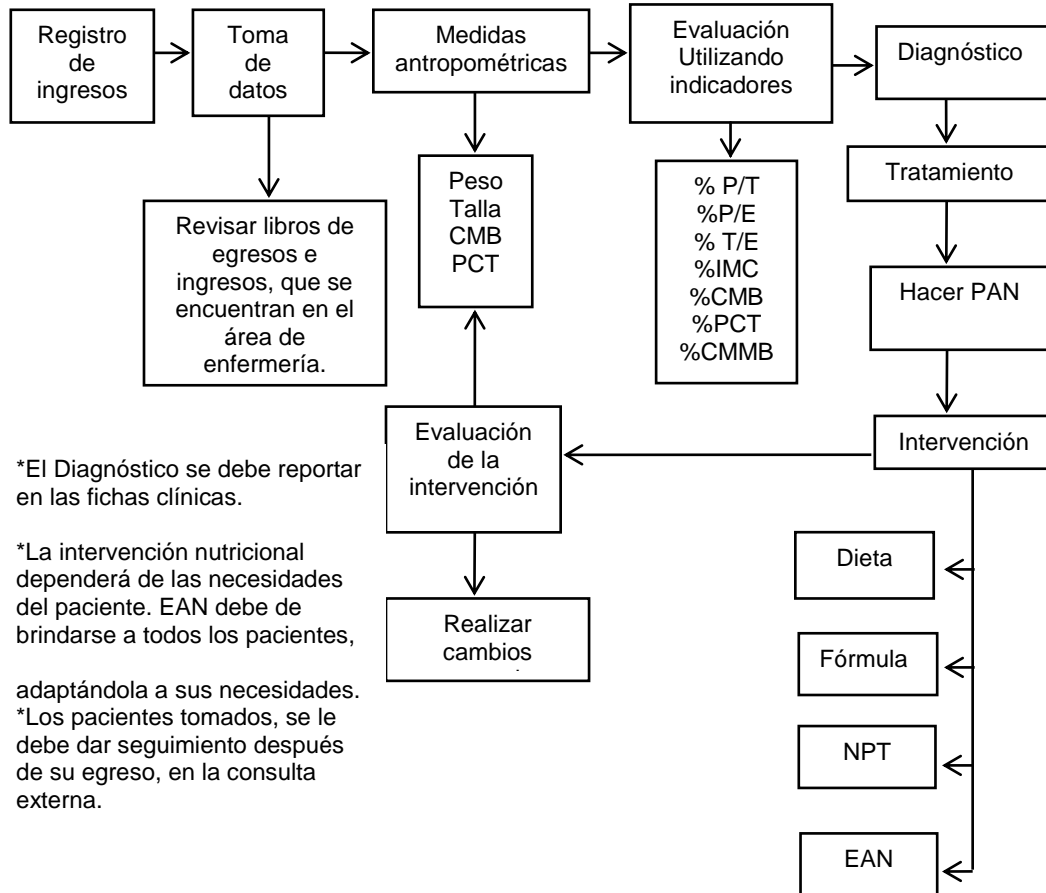 Registro
de
ingresos
Toma
de
datos
Medidas
antropométricas
Evaluación
Utilizando
indicadores
Diagnóstico
Tratamiento
Hacer PAN
Intervención
Revisar libros de
egresos e
ingresos, que se
encuentran en el
área de
enfermería.
Peso
Talla
CMB
PCT
% P/T
%P/E
% T/E
%IMC
%CMB
%PCT
%CMMB
Evaluación
de la
intervención
Realizar
cambios
Dieta
Fórmula
NPT
EAN
*El Diagnóstico se debe reportar
en las fichas clínicas.
*La intervención nutricional
dependerá de las necesidades
del paciente. EAN debe de
brindarse a todos los pacientes,
adaptándola a sus necesidades.
*Los pacientes tomados, se le
debe dar seguimiento después
de su egreso, en la consulta
externa.